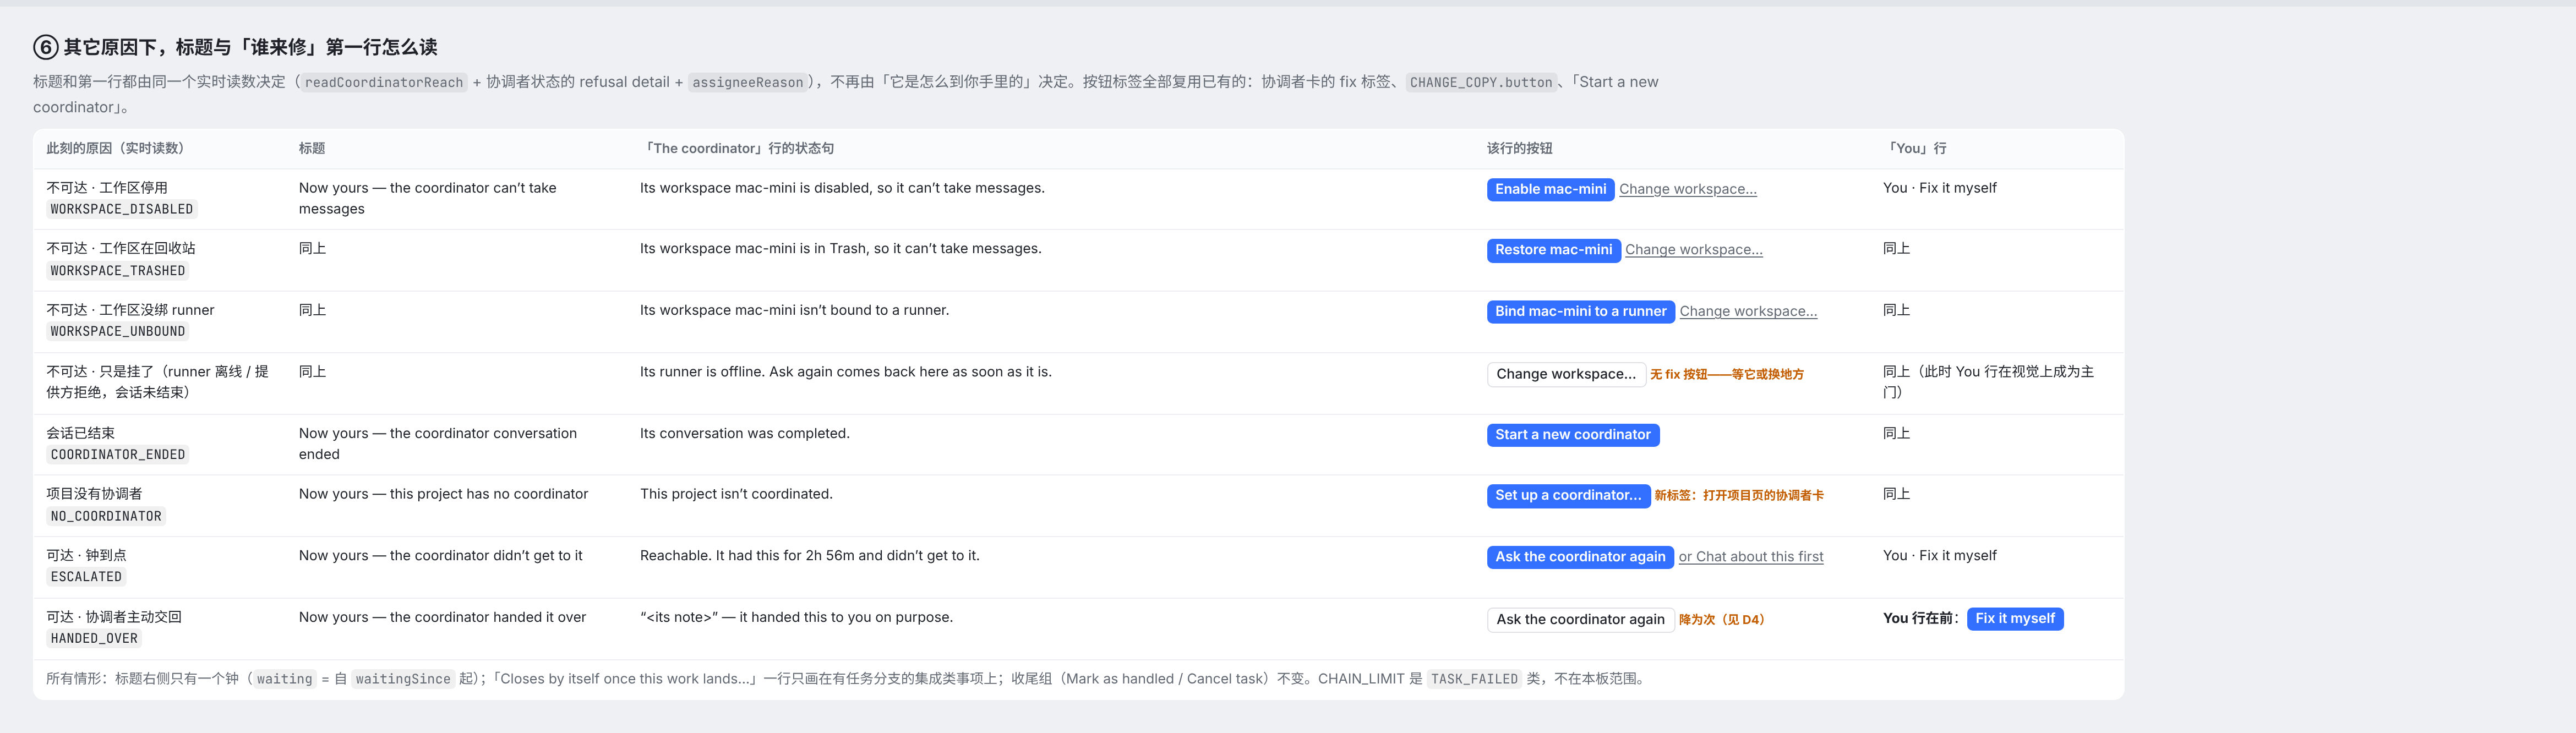 ⑥ 其它原因下，标题与「谁来修」第一行怎么读
标题和第一行都由同一个实时读数决定（readCoordinatorReach + 协调者状态的 refusal detail + assigneeReason），不再由「它是怎么到你手里的」决定。按钮标签全部复用已有的：协调者卡的 fix 标签、CHANGE_COPY.button、「Start a new
coordinator」。
此刻的原因（实时读数） 标题 「The coordinator」行的状态句 该行的按钮 「You」行
不可达 · 工作区停用 Now yours — the coordinator can’t take Its workspace mac-mini is disabled, so it can’t take messages. Enable mac-mini Change workspace… You · Fix it myself
WORKSPACE_DISABLED messages
不可达 · 工作区在回收站 同上 Its workspace mac-mini is in Trash, so it can’t take messages. Restore mac-mini Change workspace… 同上
WORKSPACE_TRASHED
不可达 · 工作区没绑 runner 同上 Its workspace mac-mini isn’t bound to a runner. Bind mac-mini to a runner Change workspace… 同上
WORKSPACE_UNBOUND
不可达 · 只是挂了（runner 离线 / 提 同上 Its runner is offline. Ask again comes back here as soon as it is. Change workspace… 无 fix 按钮——等它或换地方 同上（此时 You 行在视觉上成为主
供方拒绝，会话未结束） 门）
会话已结束 Now yours — the coordinator conversation Its conversation was completed. Start a new coordinator 同上
COORDINATOR_ENDED ended
项目没有协调者 Now yours — this project has no coordinator This project isn’t coordinated. Set up a coordinator… 新标签：打开项目页的协调者卡 同上
NO_COORDINATOR
可达 · 钟到点 Now yours — the coordinator didn’t get to it Reachable. It had this for 2h 56m and didn’t get to it. Ask the coordinator again or Chat about this first You · Fix it myself
ESCALATED
可达 · 协调者主动交回 Now yours — the coordinator handed it over “<its note>” — it handed this to you on purpose. Ask the coordinator again 降为次（见 D4） You 行在前： Fix it myself
HANDED_OVER
所有情形：标题右侧只有一个钟（waiting = 自 waitingSince 起）；「Closes by itself once this work lands…」一行只画在有任务分支的集成类事项上；收尾组（Mark as handled / Cancel task）不变。CHAIN_LIMIT 是 TASK_FAILED 类，不在本板范围。